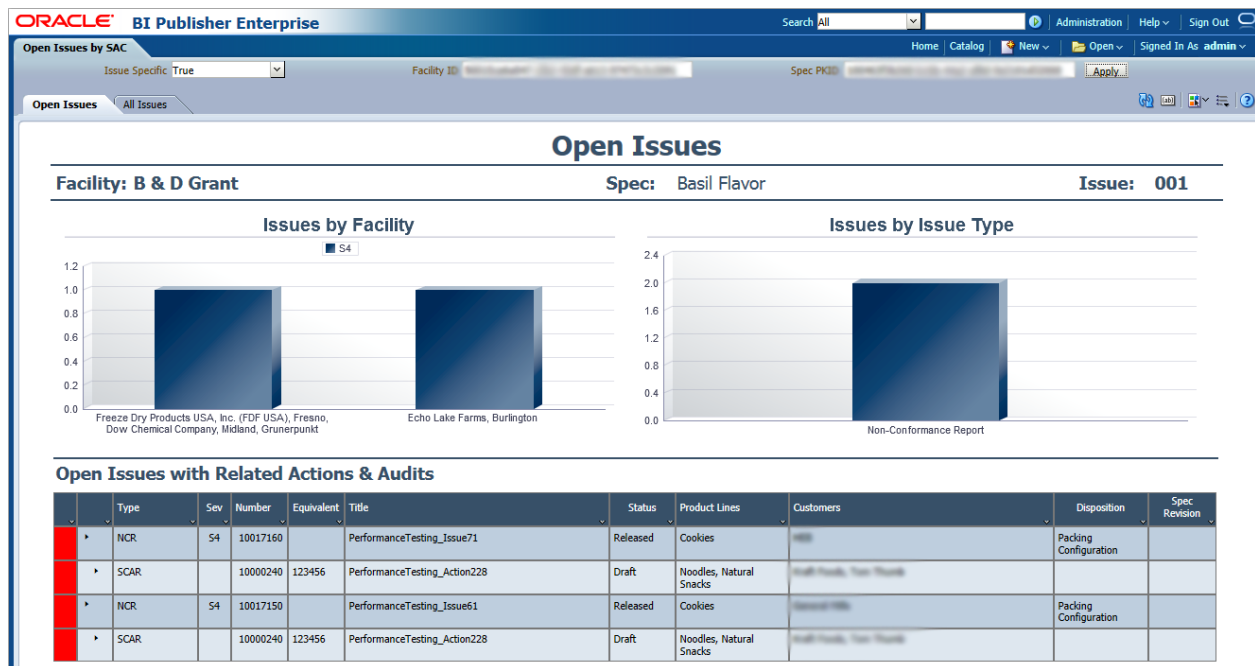 ORACLE BI Publisher Enterprise
Search All Administration Help Sign Out
Open Issues by SAC
Home Catalog New Open Signed In As admin
Issue Specific True Facility ID Spec PKID Apply
Open Issues All Issues
Open Issues
Facility: B & D Grant Spec: Basil Flavor Issue: 001
Issues by Facility
S4
1.2
1.0
0.8
0.6
0.4
0.2
0.0
Freeze Dry Products USA, Inc. (FDF USA), Fresno,
Dow Chemical Company, Midland, Grunerpunkt
Echo Lake Farms, Burlington
Issues by Issue Type
2.4
2.0
1.6
1.2
0.8
0.4
0.0
Non-Conformance Report
Open Issues with Related Actions & Audits
Type Sev Number Equivalent Title Status Product Lines Customers Disposition Spec
Revision
NCR S4 10017160 PerformanceTesting_Issue71 Released Cookies Packing
Configuration
SCAR 10000240 123456 PerformanceTesting_Action228 Draft Noodles, Natural
Snacks
NCR S4 10017150 PerformanceTesting_Issue61 Released Cookies Packing
Configuration
SCAR 10000240 123456 PerformanceTesting_Action228 Draft Noodles, Natural
Snacks